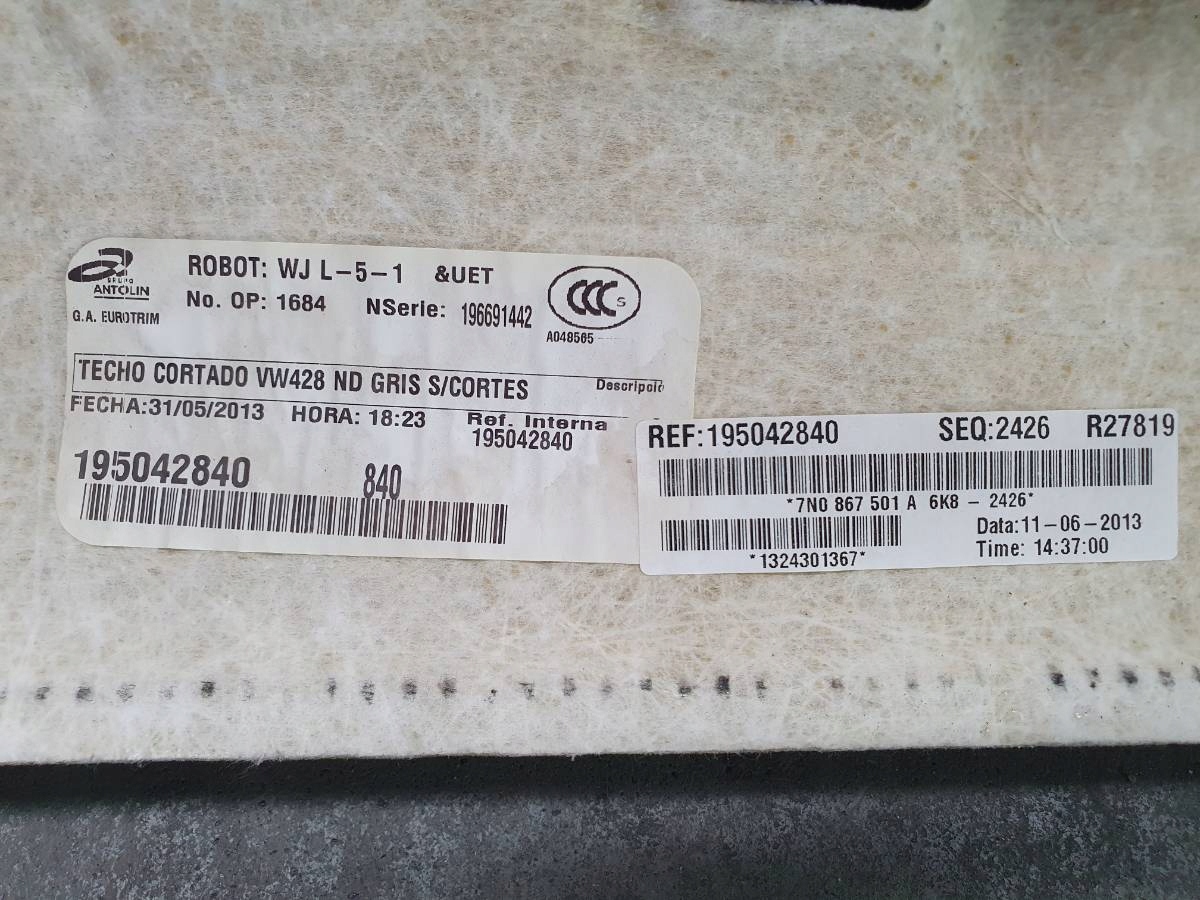 GRUPO
ANTOLIN
G.A. EUROTRIM
ROBOT: WJ L-5-1 &UET
No. OP: 1684 NSerie: 196691442
CCC S
A048565
TECHO CORTADO VW428 ND GRIS S/CORTES Descripció
FECHA:31/05/2013 HORA: 18:23 Ref. Interna
195042840
195042840 840
REF:195042840 SEQ:2426 R27819
*7N0 867 501 A 6K8 - 2426*
Data:11-06-2013
Time: 14:37:00
*1324301367*